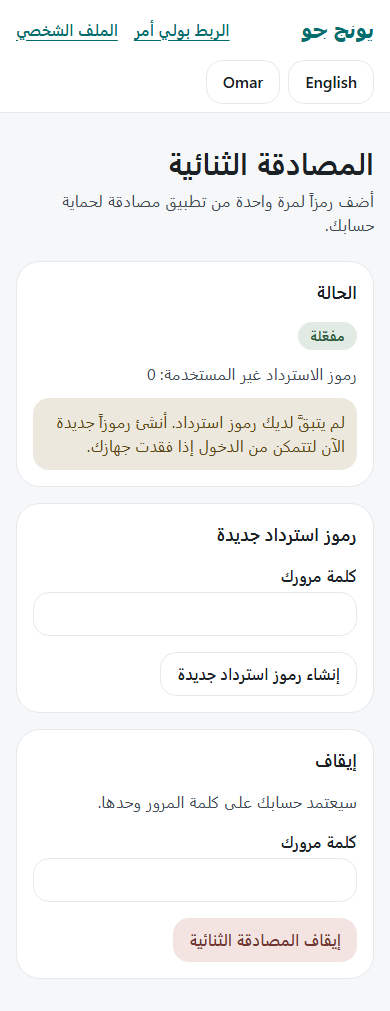 يونج جو
الربط بولي أمر
الملف الشخصي
English
Omar
المصادقة الثنائية
أضف رمزاً لمرة واحدة من تطبيق مصادقة لحماية
حسابك.
الحالة
مفعّلة
رموز الاسترداد غير المستخدمة: 0
لم يتبقَّ لديك رموز استرداد. أنشئ رموزاً جديدة
الآن لتتمكن من الدخول إذا فقدت جهازك.
رموز استرداد جديدة
كلمة مرورك
إنشاء رموز استرداد جديدة
إيقاف
سيعتمد حسابك على كلمة المرور وحدها.
كلمة مرورك
إيقاف المصادقة الثنائية